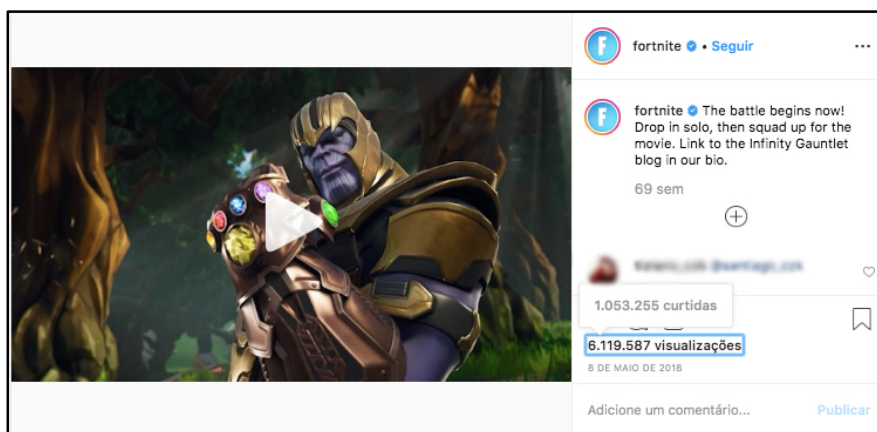 fortnite • Seguir
fortnite The battle begins now!
Drop in solo, then squad up for the
movie. Link to the Infinity Gauntlet
blog in our bio.
69 sem
1.053.255 curtidas
6.119.587 visualizações
8 DE MAIO DE 2018
Adicione um comentário... Publicar